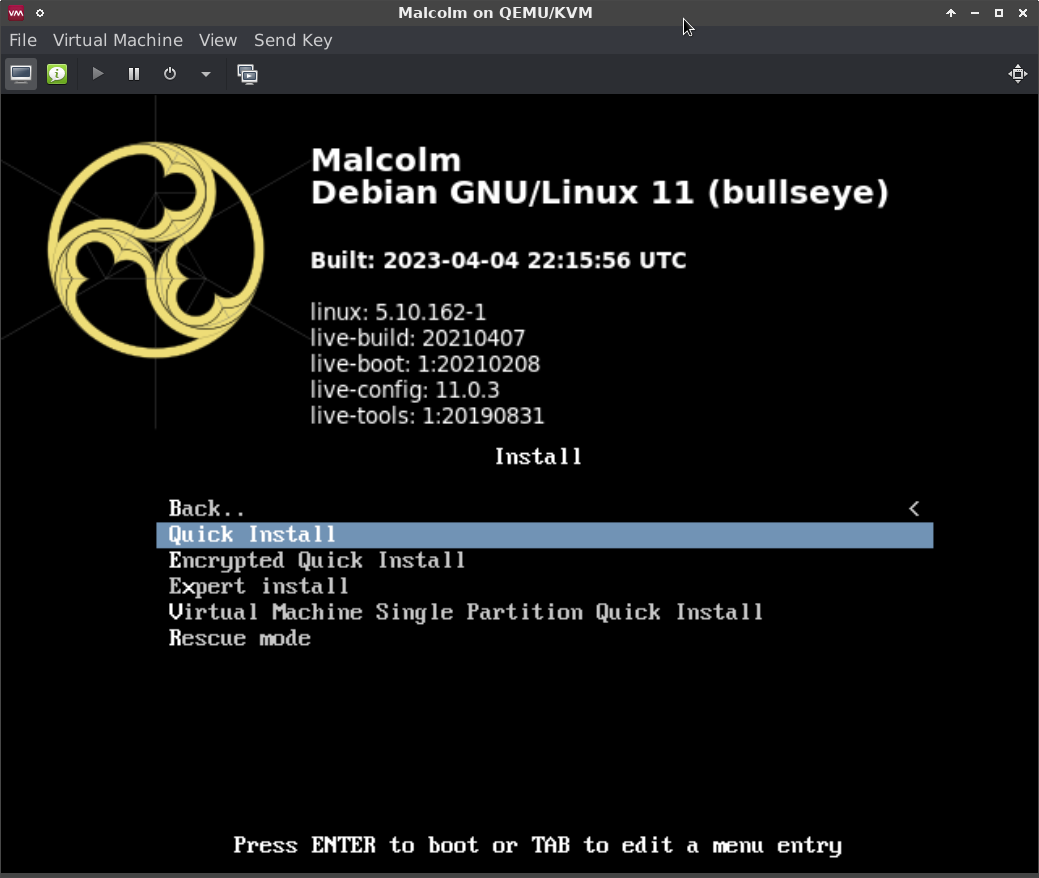 Malcolm on QEMU/KVM
File Virtual Machine View Send Key
Malcolm
Debian GNU/Linux 11 (bullseye)
Built: 2023-04-04 22:15:56 UTC
linux: 5.10.162-1
live-build: 20210407
live-boot: 1:20210208
live-config: 11.0.3
live-tools: 1:20190831
Install
Back.. <
Quick Install
Encrypted Quick Install
Expert install
Virtual Machine Single Partition Quick Install
Rescue mode
Press ENTER to boot or TAB to edit a menu entry